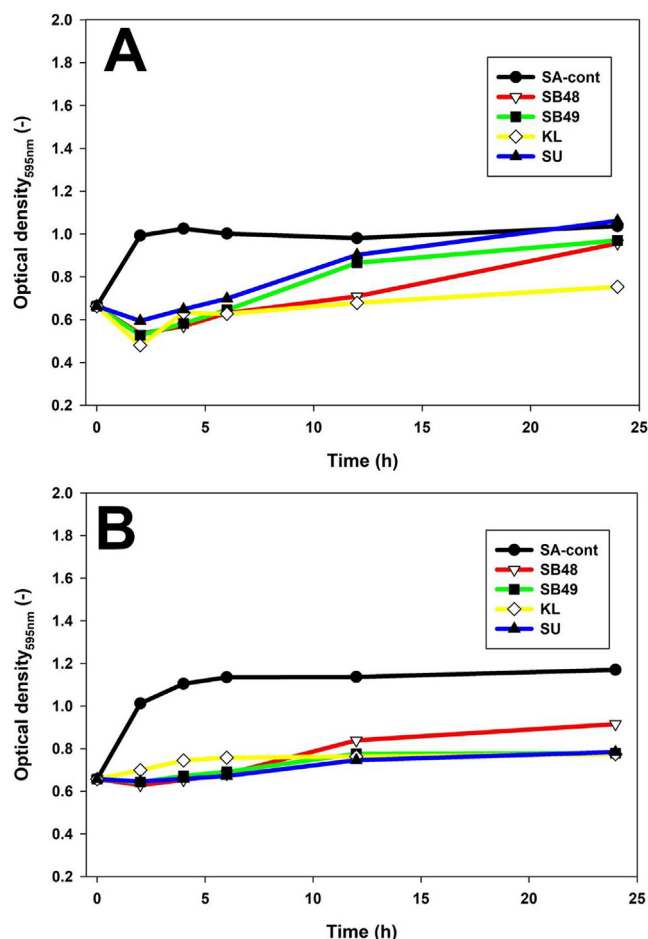 A
2.0
1.8
1.6
1.4
1.2
1.0
0.8
0.6
0.4
0.2
Optical density595nm (-)
SA-cont
SB48
SB49
KL
SU
0 5 10 15 20 25
Time (h)
B
2.0
1.8
1.6
1.4
1.2
1.0
0.8
0.6
0.4
0.2
Optical density595nm (-)
SA-cont
SB48
SB49
KL
SU
0 5 10 15 20 25
Time (h)